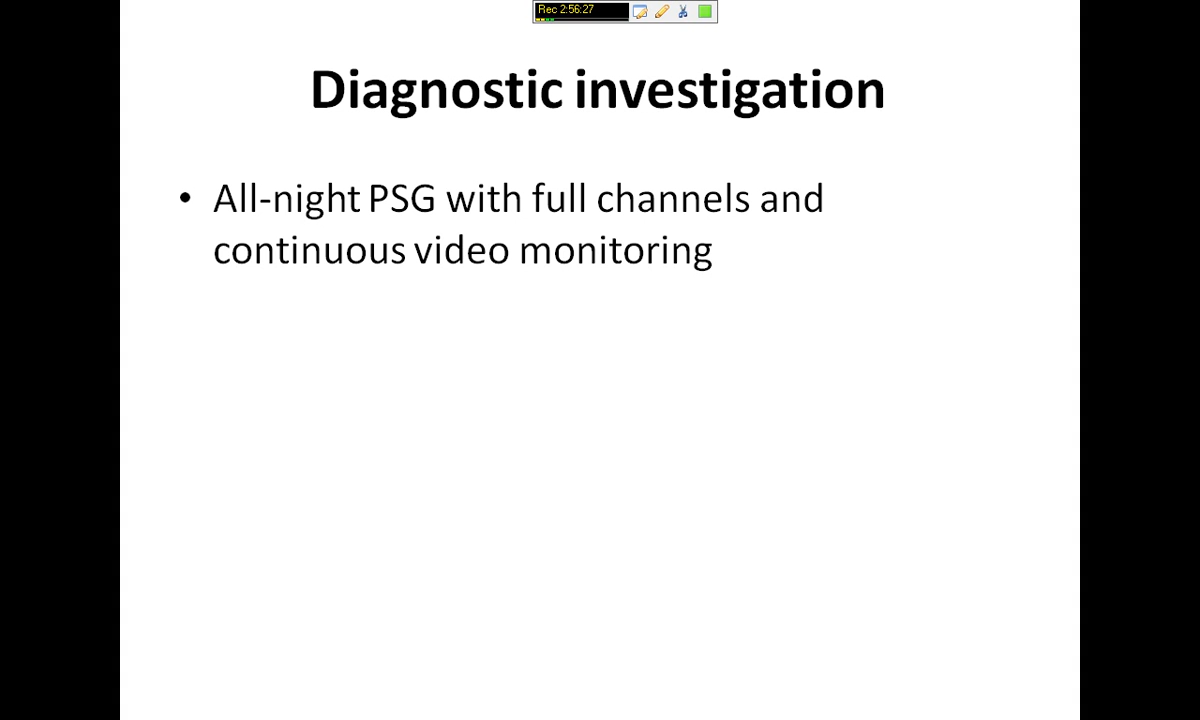 Rec 2:56:27
Diagnostic investigation
• All-night PSG with full channels and
continuous video monitoring